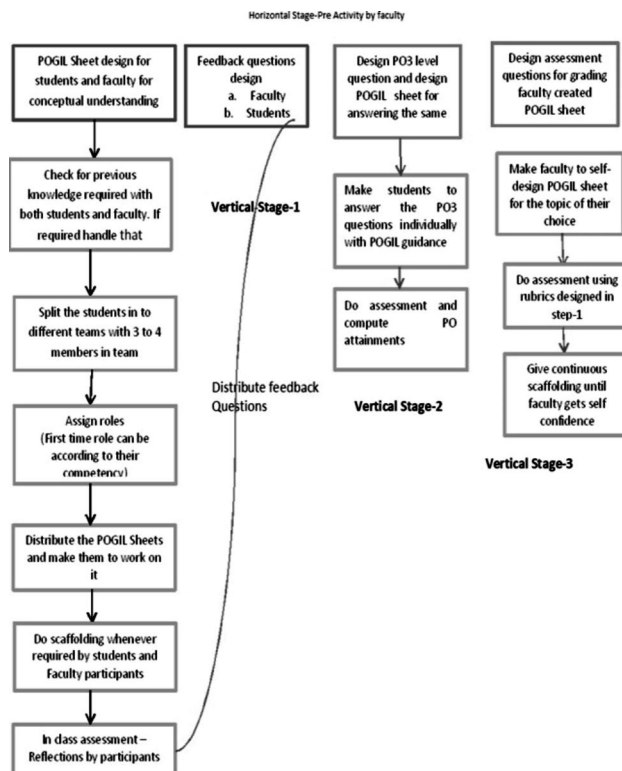 Horizontal Stage-Pre Activity by faculty
POGIL Sheet design for
students and faculty for
conceptual understanding
Check for previous
knowledge required with
both students and faculty. If
required handle that
Split the students in to
different teams with 3 to 4
members in team
Assign roles
(First time role can be
according to their
competency)
Distribute the POGIL Sheets
and make them to work on
it
Do scaffolding whenever
required by students and
Faculty participants
In class assessment –
Reflections by participants
Feedback questions
design
a. Faculty
b. Students
Vertical Stage-1
Distribute feedback
Questions
Design PO3 level
question and design
POGIL sheet for
answering the same
Make students to
answer the PO3
questions individually
with POGIL guidance
Do assessment and
compute PO
attainments
Vertical Stage-2
Design assessment
questions for grading
faculty created
POGIL sheet
Make faculty to self-
design POGIL sheet
for the topic of their
choice
Do assessment using
rubrics designed in
step-1
Give continuous
scaffolding until
faculty gets self
confidence
Vertical Stage-3